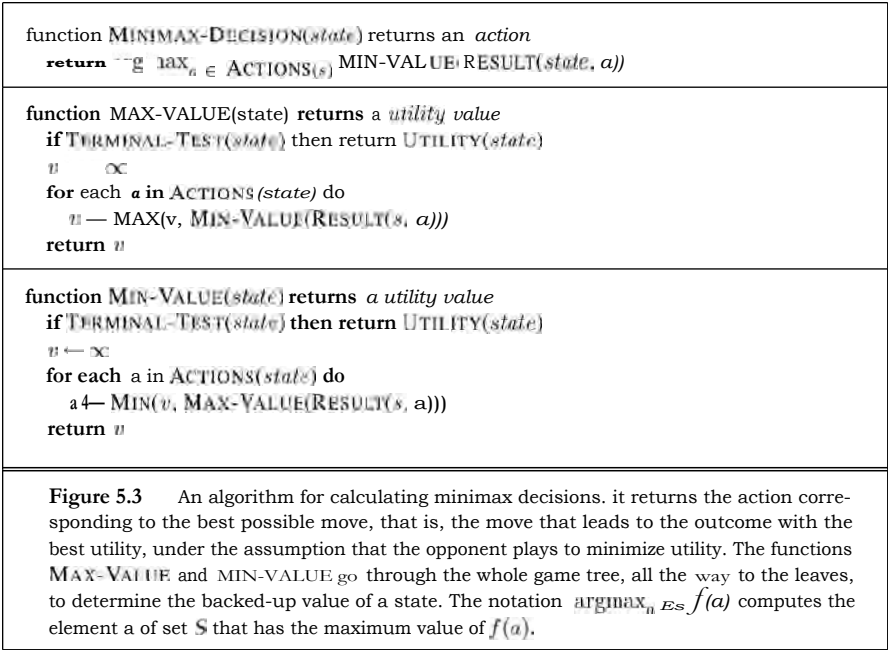 function MINIMAX-DECISION(state) returns an action
return g max a ∈ ACTIONS(s) MIN-VALUE RESULT(state, a))
function MAX-VALUE(state) returns a utility value
if TERMINAL-TEST(state) then return UTILITY(state)
v ∞
for each a in ACTIONS (state) do
v — MAX(v, MIN-VALUE(RESULT(s, a)))
return v
function MIN-VALUE(state) returns a utility value
if TERMINAL-TEST(state) then return UTILITY(state)
v ← ∞
for each a in ACTIONS(state) do
a 4— MIN(v, MAX-VALUE(RESULT(s, a)))
return v
Figure 5.3 An algorithm for calculating minimax decisions. it returns the action corre-
sponding to the best possible move, that is, the move that leads to the outcome with the
best utility, under the assumption that the opponent plays to minimize utility. The functions
MAX-VALUE and MIN-VALUE go through the whole game tree, all the way to the leaves,
to determine the backed-up value of a state. The notation argmax a Es f(a) computes the
element a of set S that has the maximum value of f(a).